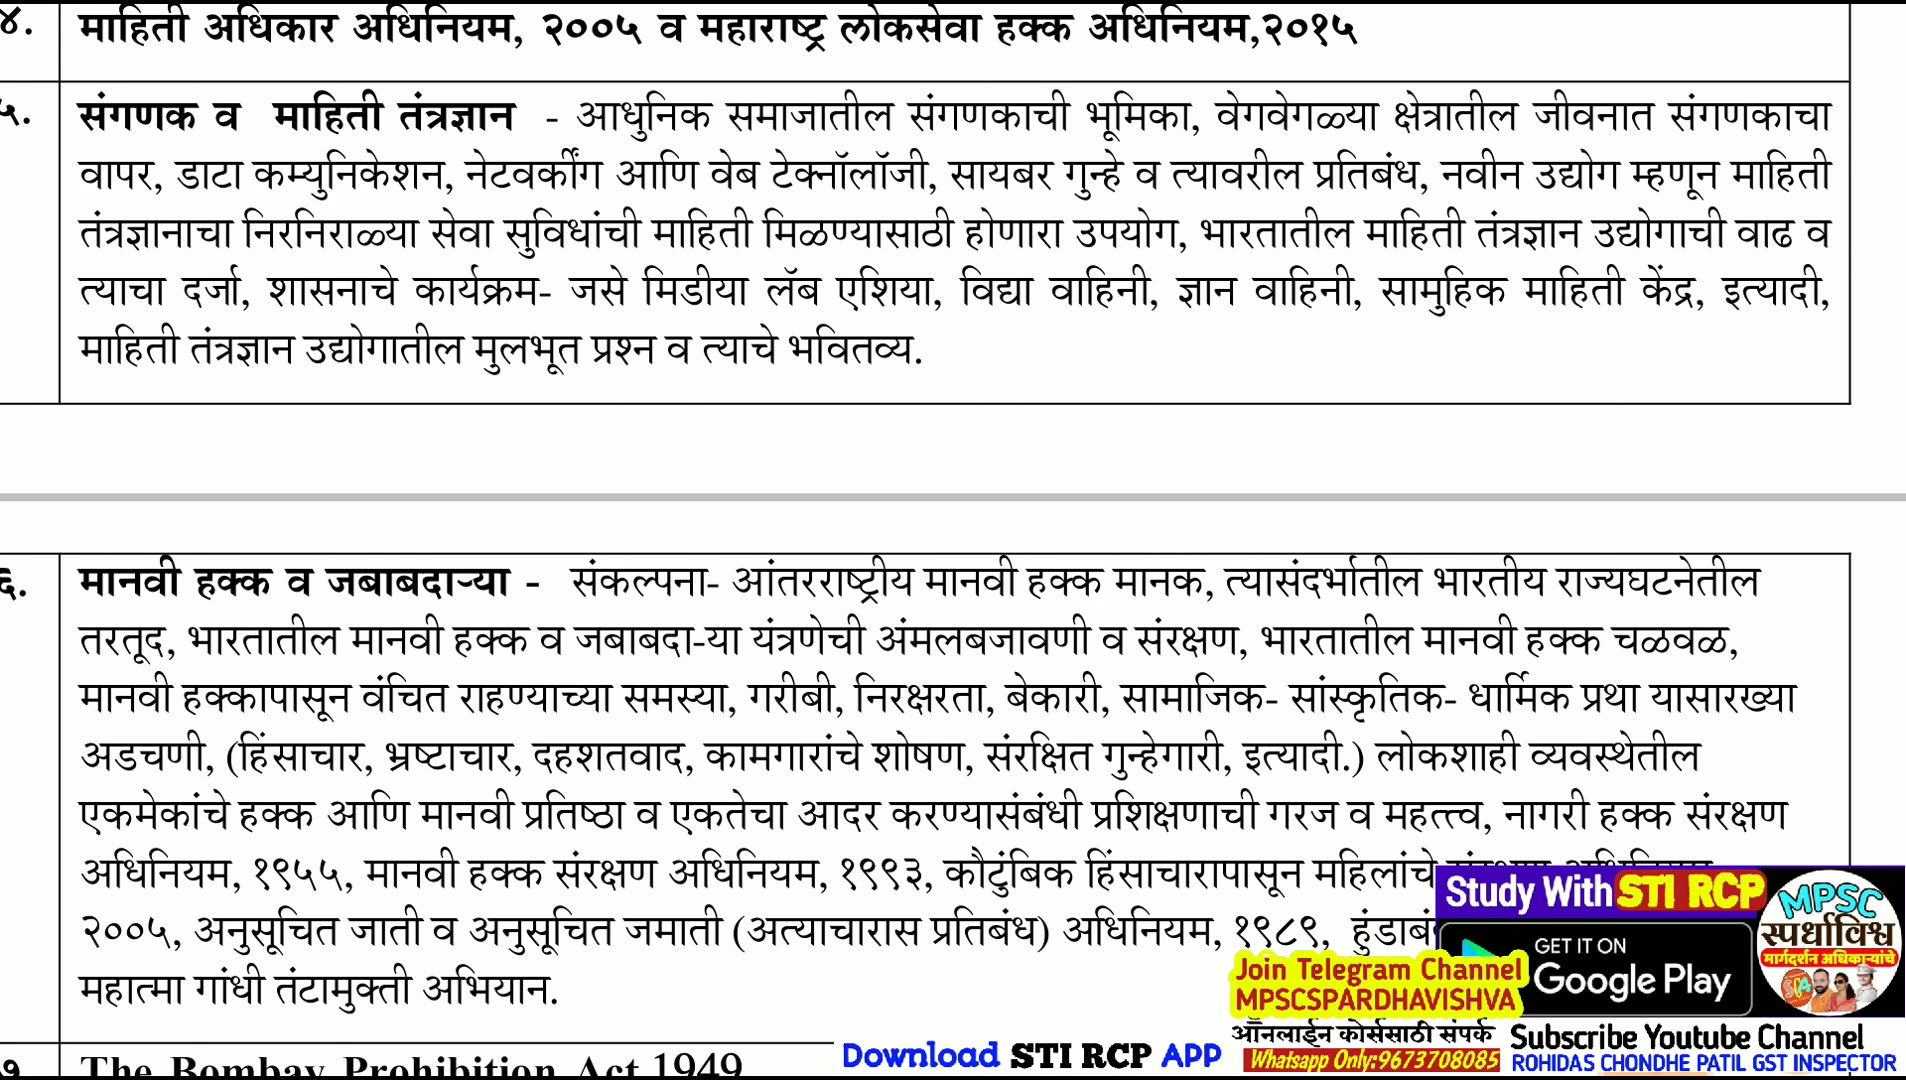 ४. माहिती अधिकार अधिनियम, २००५ व महाराष्ट्र लोकसेवा हक्क अधिनियम,२०१५
५. संगणक व माहिती तंत्रज्ञान - आधुनिक समाजातील संगणकाची भूमिका, वेगवेगळ्या क्षेत्रातील जीवनात संगणकाचा
वापर, डाटा कम्युनिकेशन, नेटवर्कींग आणि वेब टेक्नॉलॉजी, सायबर गुन्हे व त्यावरील प्रतिबंध, नवीन उद्योग म्हणून माहिती
तंत्रज्ञानाचा निरनिराळ्या सेवा सुविधांची माहिती मिळण्यासाठी होणारा उपयोग, भारतातील माहिती तंत्रज्ञान उद्योगाची वाढ व
त्याचा दर्जा, शासनाचे कार्यक्रम- जसे मिडीया लॅब एशिया, विद्या वाहिनी, ज्ञान वाहिनी, सामुहिक माहिती केंद्र, इत्यादी,
माहिती तंत्रज्ञान उद्योगातील मुलभूत प्रश्न व त्याचे भवितव्य.
६. मानवी हक्क व जबाबदाऱ्या - संकल्पना- आंतरराष्ट्रीय मानवी हक्क मानक, त्यासंदर्भातील भारतीय राज्यघटनेतील
तरतूद, भारतातील मानवी हक्क व जबाबदा-या यंत्रणेची अंमलबजावणी व संरक्षण, भारतातील मानवी हक्क चळवळ,
मानवी हक्कापासून वंचित राहण्याच्या समस्या, गरीबी, निरक्षरता, बेकारी, सामाजिक- सांस्कृतिक- धार्मिक प्रथा यासारख्या
अडचणी, (हिंसाचार, भ्रष्टाचार, दहशतवाद, कामगारांचे शोषण, संरक्षित गुन्हेगारी, इत्यादी.) लोकशाही व्यवस्थेतील
एकमेकांचे हक्क आणि मानवी प्रतिष्ठा व एकतेचा आदर करण्यासंबंधी प्रशिक्षणाची गरज व महत्त्व, नागरी हक्क संरक्षण
अधिनियम, १९५५, मानवी हक्क संरक्षण अधिनियम, १९९३, कौटुंबिक हिंसाचारापासून महिलांचे
२००५, अनुसूचित जाती व अनुसूचित जमाती (अत्याचारास प्रतिबंध) अधिनियम, १९८९,
महात्मा गांधी तंटामुक्ती अभियान.
७ The Bombay Prohibition Act 1949
Study With STI RCP
GET IT ON
Google Play
MPSC
स्पर्धाविश्व
मार्गदर्शन अधिकाऱ्यांचे
Join Telegram Channel
MPSCSPARDHAVISHVA
ऑनलाईन कोर्ससाठी संपर्क
Whatsapp Only:9673708085
Download STI RCP APP
Subscribe Youtube Channel
ROHIDAS CHONDHE PATIL GST INSPECTOR